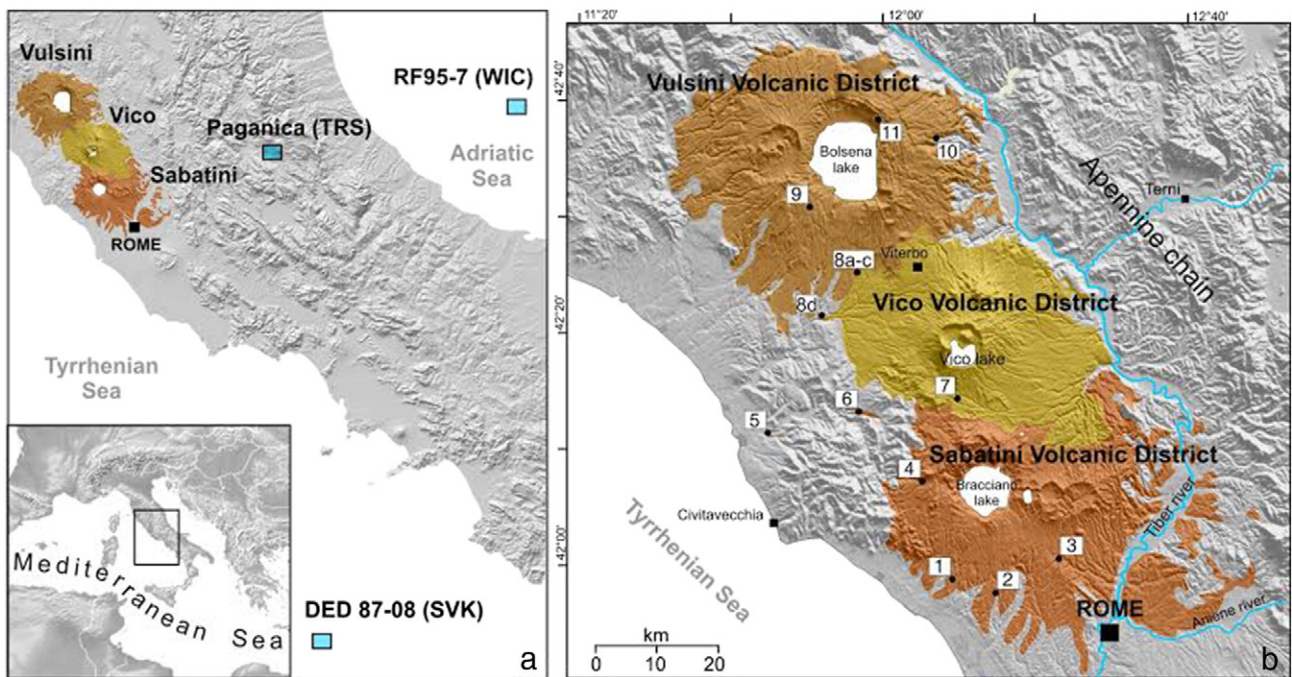 Vulsini
Vico
Sabatini
ROME
Paganica (TRS)
RF95-7 (WIC)
Adriatic
Sea
Tyrrhenian
Sea
Mediterranean Sea
DED 87-08 (SVK)
a
11°20
12°00
12°40
42°40'
42°20'
42°00
Vulsini Volcanic District
11
10
Bolsena
lake
9
Apennine chain
Terni
8a-c
Viterbo
8d
Vico Volcanic District
Vico lake
7
6
5
Sabatini Volcanic District
4
Bracciano
lake
Civitavecchia
Tiber river
Tyrrhenian Sea
3
1
2
ROME
Aniene river
km
0 10 20
b